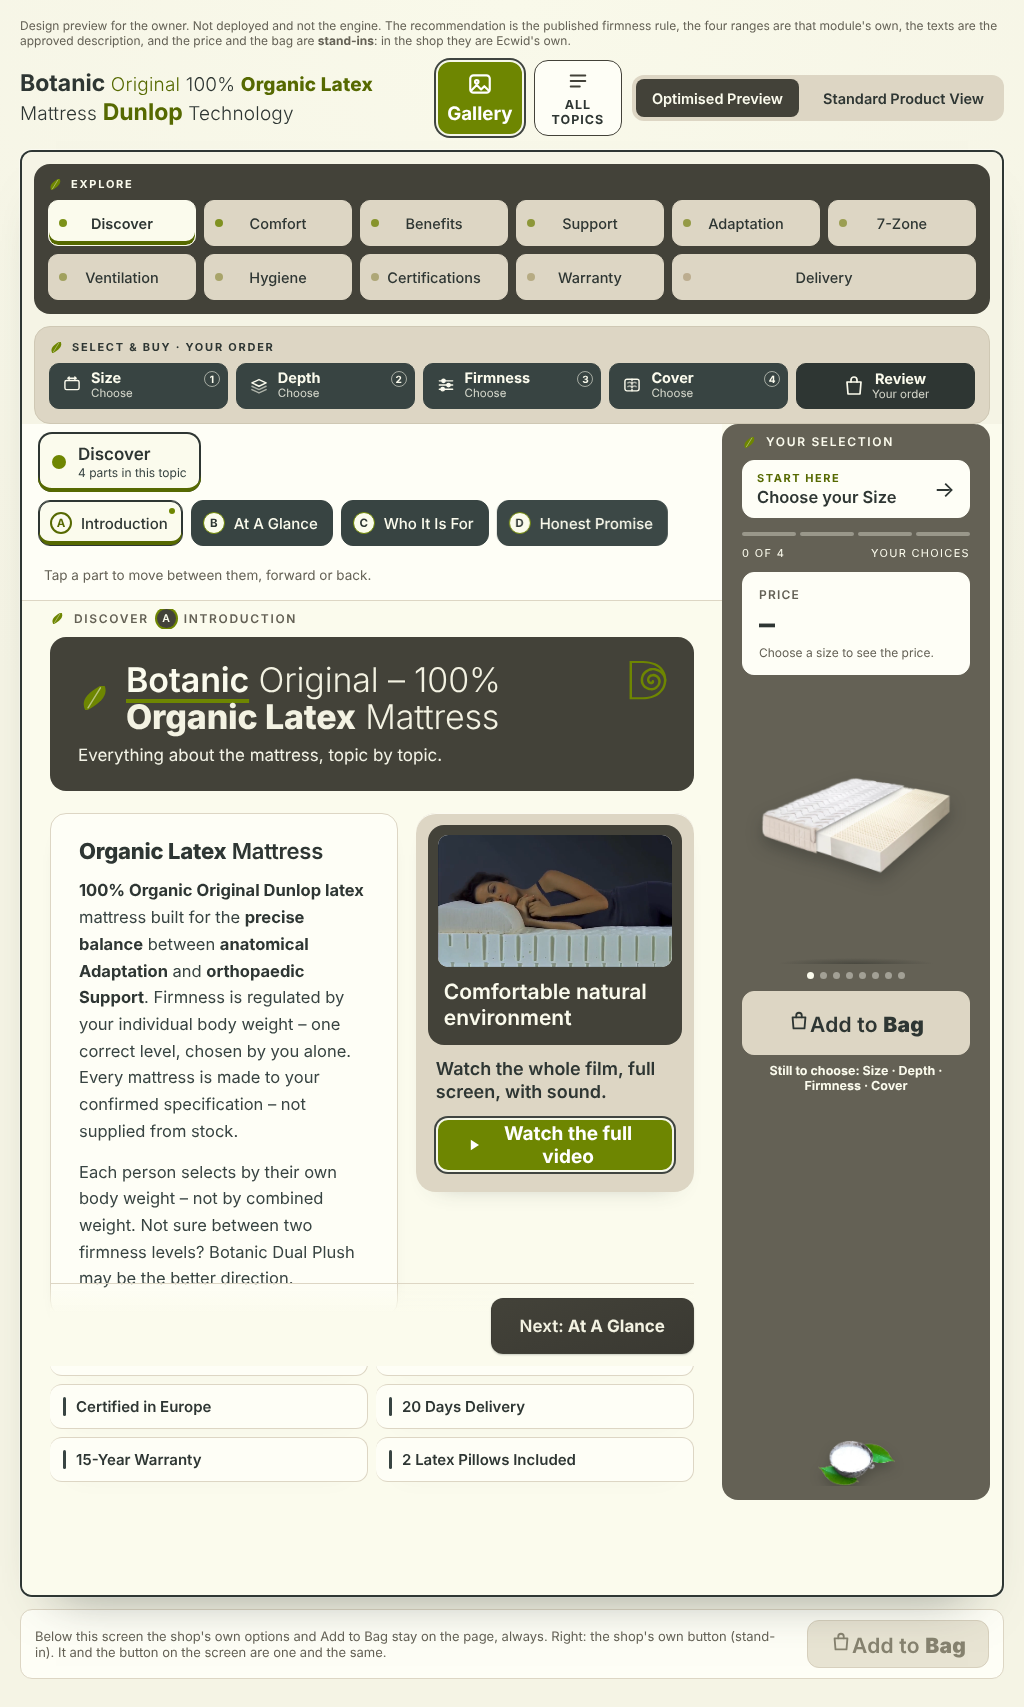 Design preview for the owner. Not deployed and not the engine. The recommendation is the published firmness rule, the four ranges are that module's own, the texts are the
approved description, and the price and the bag are stand-ins: in the shop they are Ecwid's own.
Botanic Original 100% Organic Latex
Mattress Dunlop Technology
Gallery
ALL
TOPICS
Optimised Preview
Standard Product View
EXPLORE
Discover
Comfort
Benefits
Support
Adaptation
7-Zone
Ventilation
Hygiene
Certifications
Warranty
Delivery
SELECT & BUY · YOUR ORDER
Size
Choose
1
Depth
Choose
2
Firmness
Choose
3
Cover
Choose
4
Review
Your order
Discover
4 parts in this topic
A Introduction
B At A Glance
C Who It Is For
D Honest Promise
Tap a part to move between them, forward or back.
DISCOVER A INTRODUCTION
Botanic Original – 100%
Organic Latex Mattress
Everything about the mattress, topic by topic.
Organic Latex Mattress
100% Organic Original Dunlop latex
mattress built for the precise
balance between anatomical
Adaptation and orthopaedic
Support. Firmness is regulated by
your individual body weight – one
correct level, chosen by you alone.
Every mattress is made to your
confirmed specification – not
supplied from stock.
Each person selects by their own
body weight – not by combined
weight. Not sure between two
firmness levels? Botanic Dual Plush
may be the better direction.
Comfortable natural
environment
Watch the whole film, full
screen, with sound.
Watch the full
video
Next: At A Glance
Certified in Europe
20 Days Delivery
15-Year Warranty
2 Latex Pillows Included
YOUR SELECTION
START HERE
Choose your Size
0 OF 4
YOUR CHOICES
PRICE
–
Choose a size to see the price.
Add to Bag
Still to choose: Size · Depth ·
Firmness · Cover
Below this screen the shop's own options and Add to Bag stay on the page, always. Right: the shop's own button (stand-
in). It and the button on the screen are one and the same.
Add to Bag